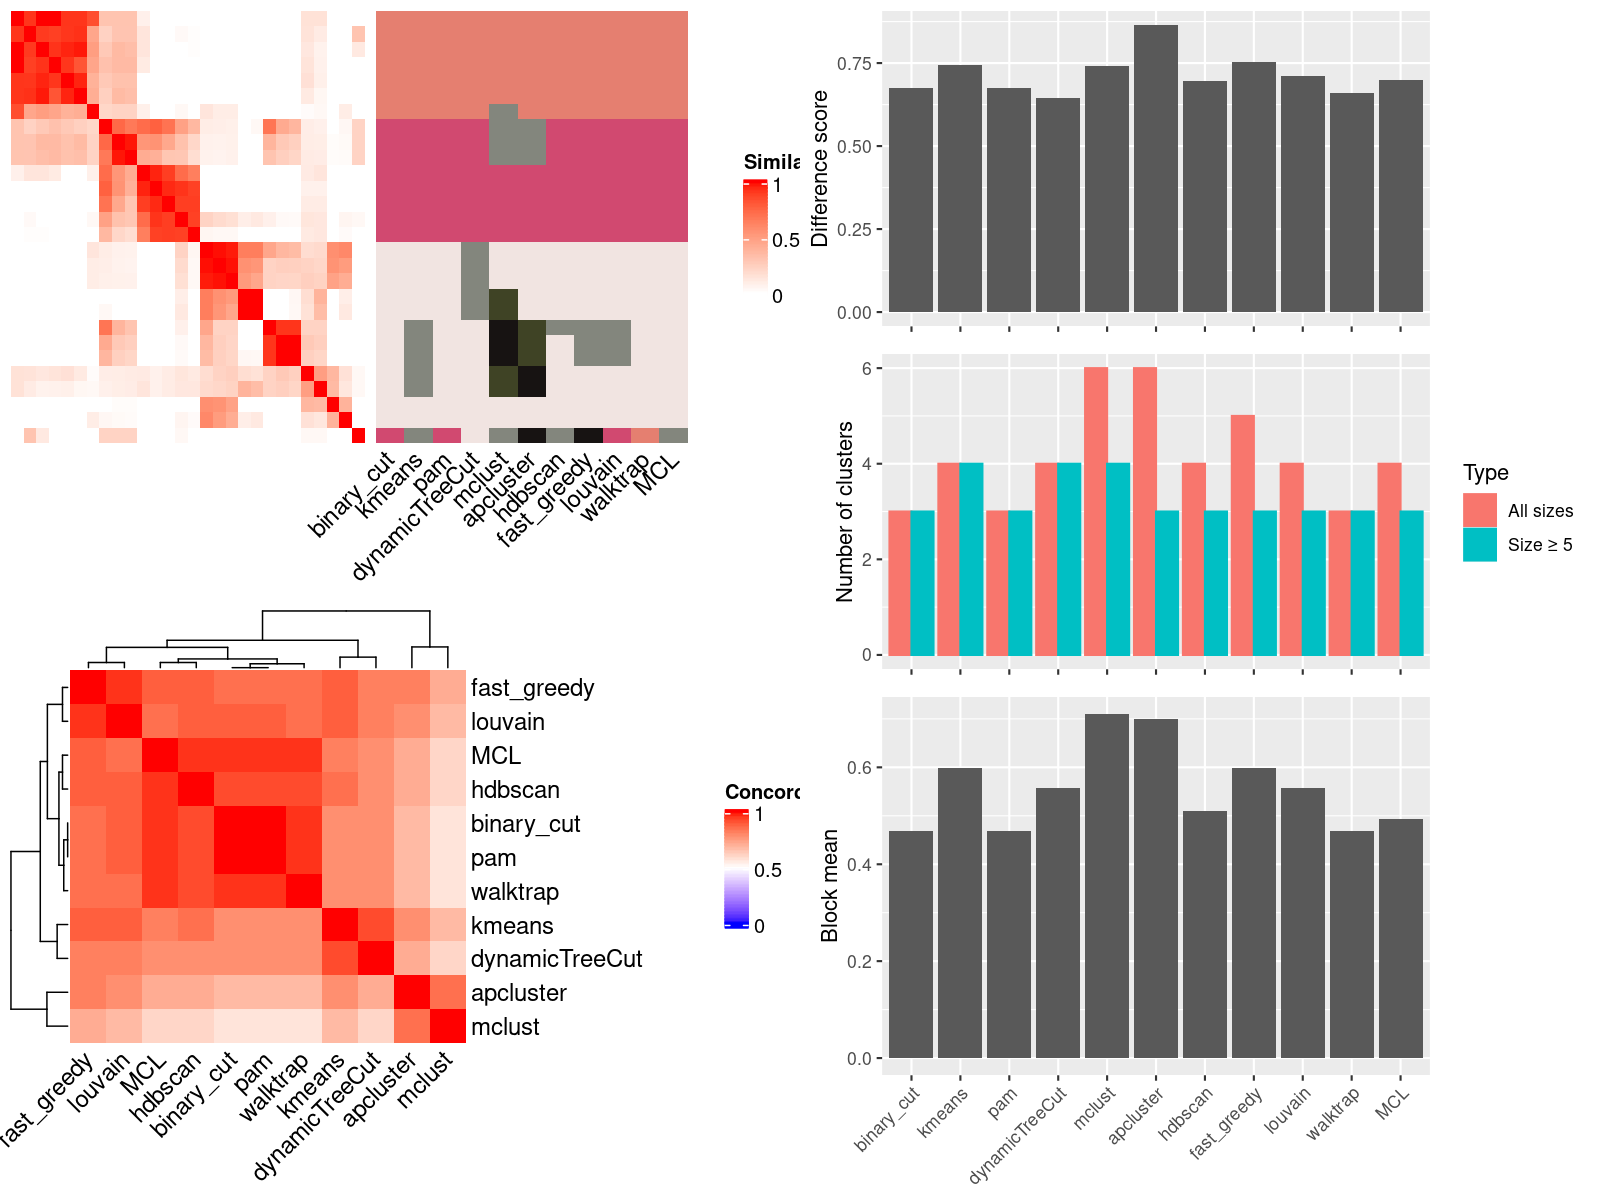 Simila
1
0.5
0
binary_cut
kmeans
pam
dynamicTreeCut
mclust
apcluster
hdbscan
fast_greedy
louvain
walktrap
MCL
fast_greedy
louvain
MCL
hdbscan
binary_cut
pam
walktrap
kmeans
dynamicTreeCut
apcluster
mclust
fast_greedy
louvain
MCL
hdbscan
binary_cut
pam
walktrap
kmeans
dynamicTreeCut
apcluster
mclust
Concord
1
0.5
0
Difference score
0.75
0.50
0.25
0.00
Number of clusters
6
4
2
0
Type
All sizes
Size ≥ 5
Block mean
0.6
0.4
0.2
0.0
binary_cut
kmeans
pam
dynamicTreeCut
mclust
apcluster
hdbscan
fast_greedy
louvain
walktrap
MCL